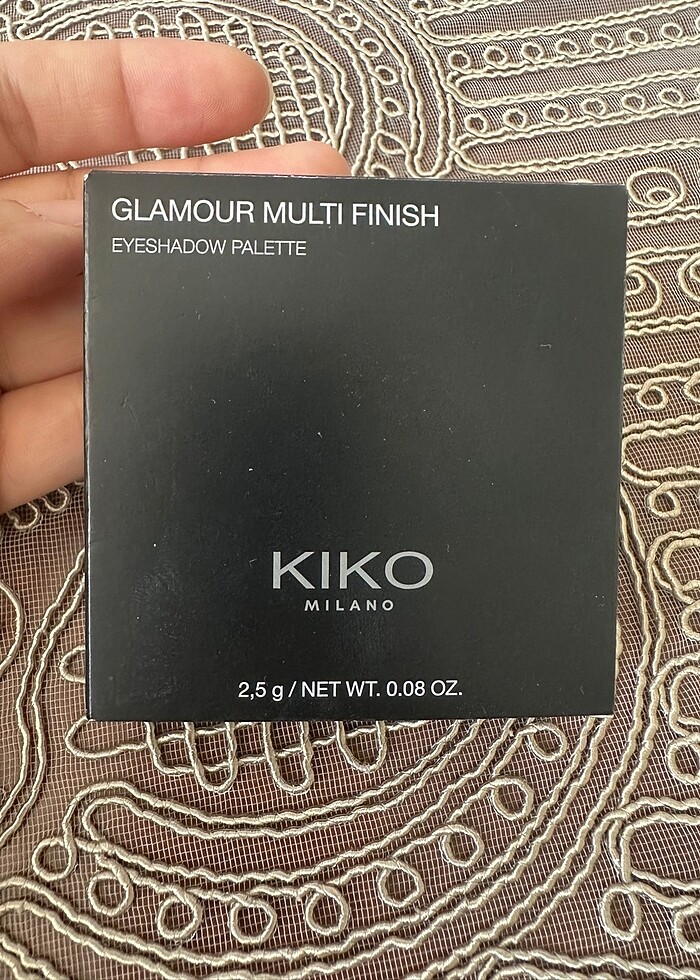 GLAMOUR MULTI FINISH
EYESHADOW PALETTE
KIKO
MILANO
2,5 g / NET WT. 0.08 OZ.